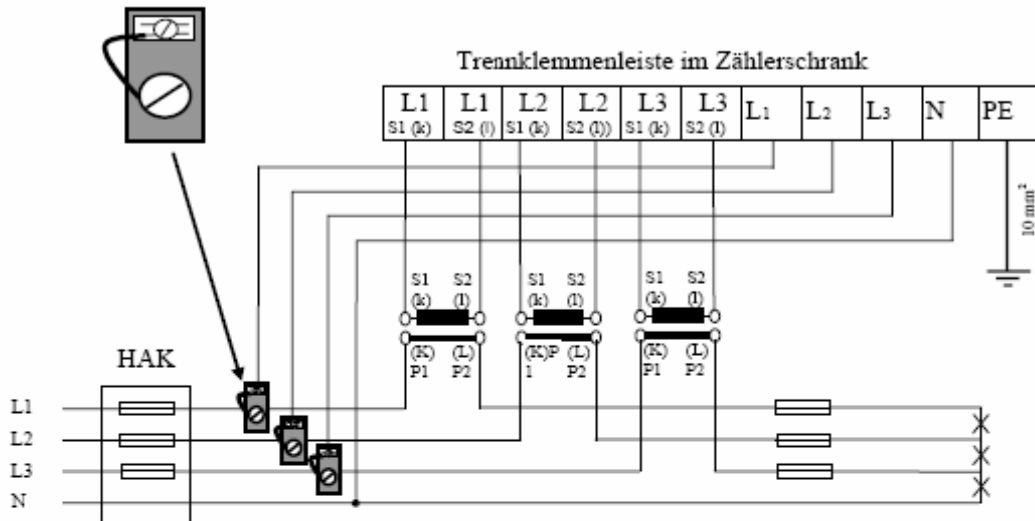 Trennklemmenleiste im Zählerschrank
L1 L1 L2 L2 L3 L3 L1 L2 L3 N PE
S1 (k) S2 (l) S1 (k) S2 (l)) S1 (k) S2 (l)
10 mm²
S1 S2 S1 S2 S1 S2
(k) (l) (k) (l) (k) (l)
(K) (L) (K)P (L) (K) (L)
P1 P2 1 P2 P1 P2
HAK
L1
L2
L3
N